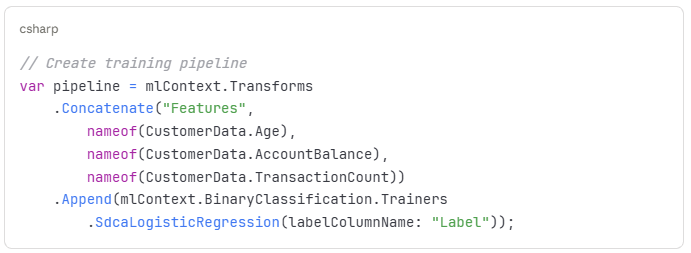 csharp
// Create training pipeline
var pipeline = mlContext.Transforms
    .Concatenate("Features",
        nameof(CustomerData.Age),
        nameof(CustomerData.AccountBalance),
        nameof(CustomerData.TransactionCount))
    .Append(mlContext.BinaryClassification.Trainers
        .SdcaLogisticRegression(labelColumnName: "Label"));